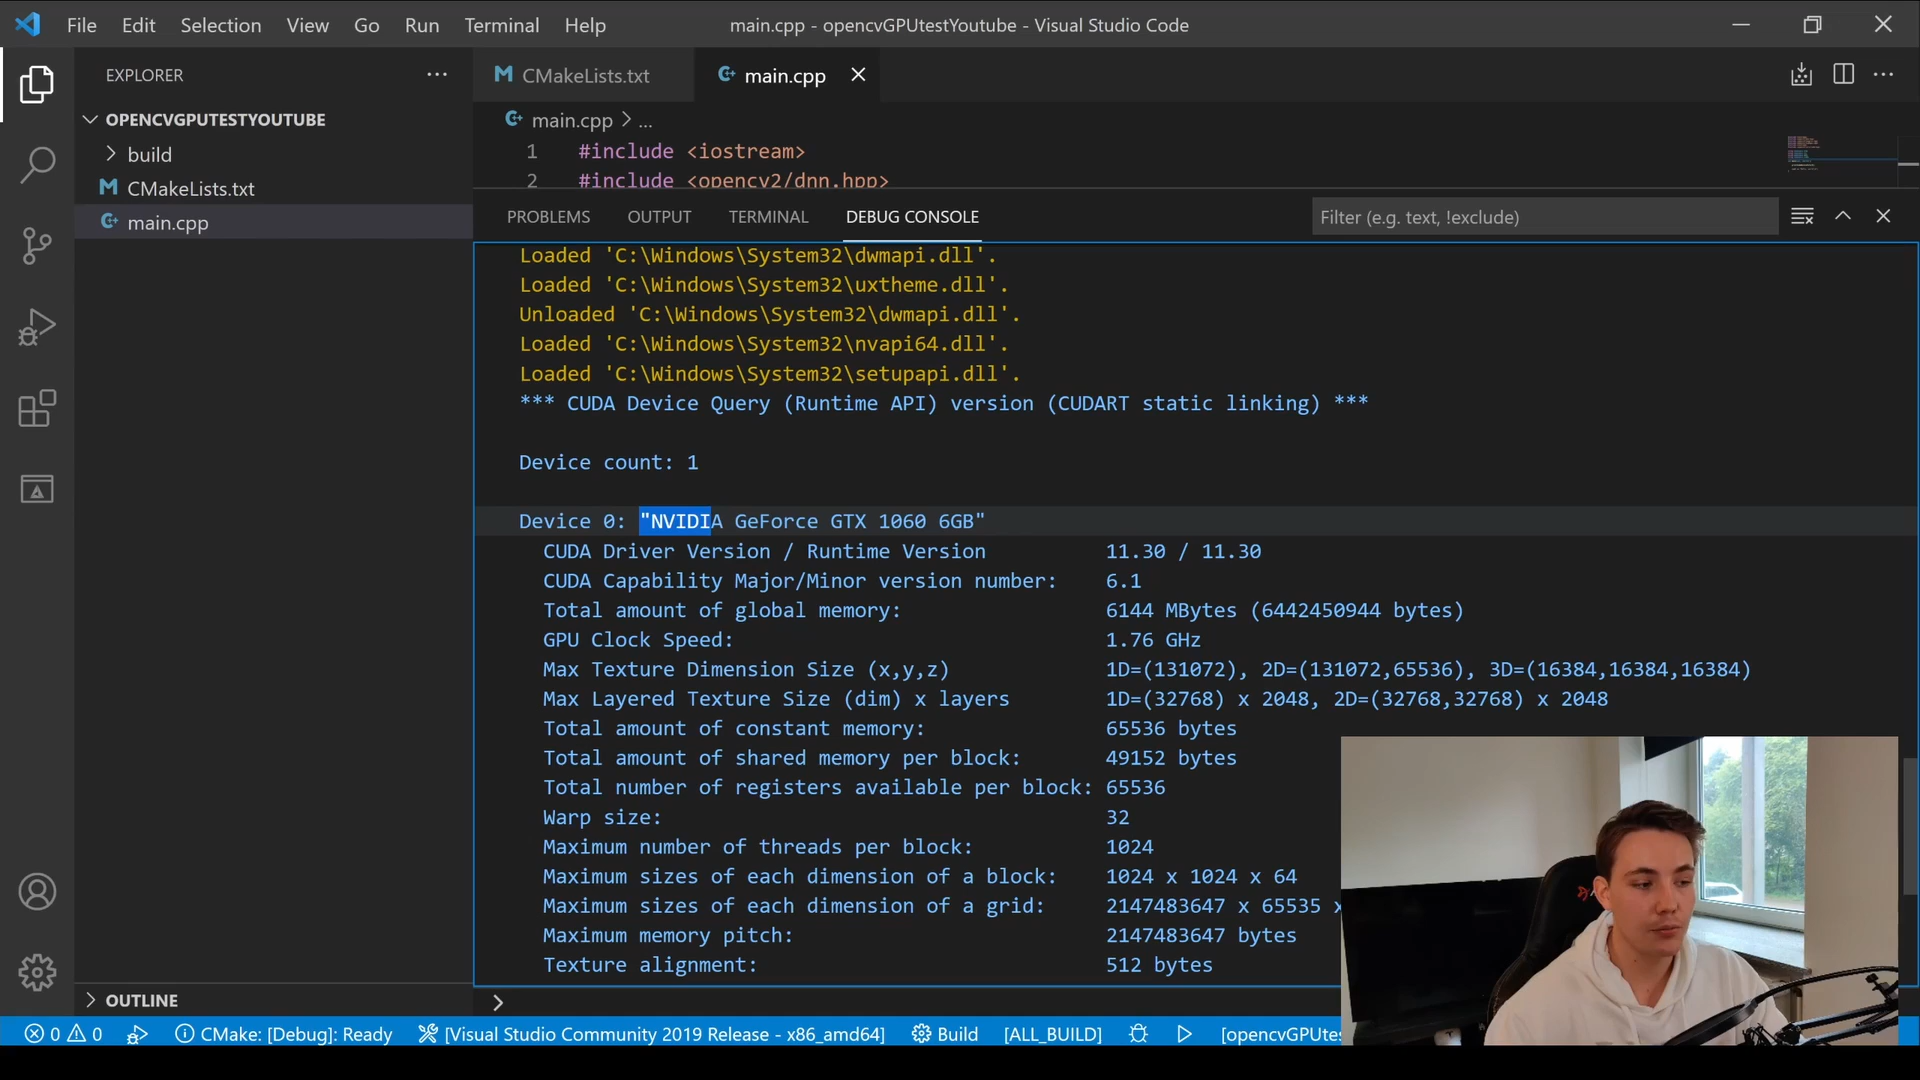 File Edit Selection View Go Run Terminal Help main.cpp - opencvGPUtestYoutube - Visual Studio Code
EXPLORER
OPENCVGPUTESTYOUTUBE
build
CMakeLists.txt
main.cpp
OUTLINE
CMakeLists.txt main.cpp
main.cpp > ...
1 #include <iostream>
2 #include <opencv2/dnn.hpp>
PROBLEMS OUTPUT TERMINAL DEBUG CONSOLE Filter (e.g. text, !exclude)
Loaded 'C:\Windows\System32\dwmapi.dll'.
Loaded 'C:\Windows\System32\uxtheme.dll'.
Unloaded 'C:\Windows\System32\dwmapi.dll'.
Loaded 'C:\Windows\System32\nvapi64.dll'.
Loaded 'C:\Windows\System32\setupapi.dll'.
*** CUDA Device Query (Runtime API) version (CUDART static linking) ***
Device count: 1
Device 0: "NVIDIA GeForce GTX 1060 6GB"
CUDA Driver Version / Runtime Version 11.30 / 11.30
CUDA Capability Major/Minor version number: 6.1
Total amount of global memory: 6144 MBytes (6442450944 bytes)
GPU Clock Speed: 1.76 GHz
Max Texture Dimension Size (x,y,z) 1D=(131072), 2D=(131072,65536), 3D=(16384,16384,16384)
Max Layered Texture Size (dim) x layers 1D=(32768) x 2048, 2D=(32768,32768) x 2048
Total amount of constant memory: 65536 bytes
Total amount of shared memory per block: 49152 bytes
Total number of registers available per block: 65536
Warp size: 32
Maximum number of threads per block: 1024
Maximum sizes of each dimension of a block: 1024 x 1024 x 64
Maximum sizes of each dimension of a grid: 2147483647 x 65535 x
Maximum memory pitch: 2147483647 bytes
Texture alignment: 512 bytes
0 0 CMake: [Debug]: Ready [Visual Studio Community 2019 Release - x86_amd64] Build [ALL_BUILD] [opencvGPUtes